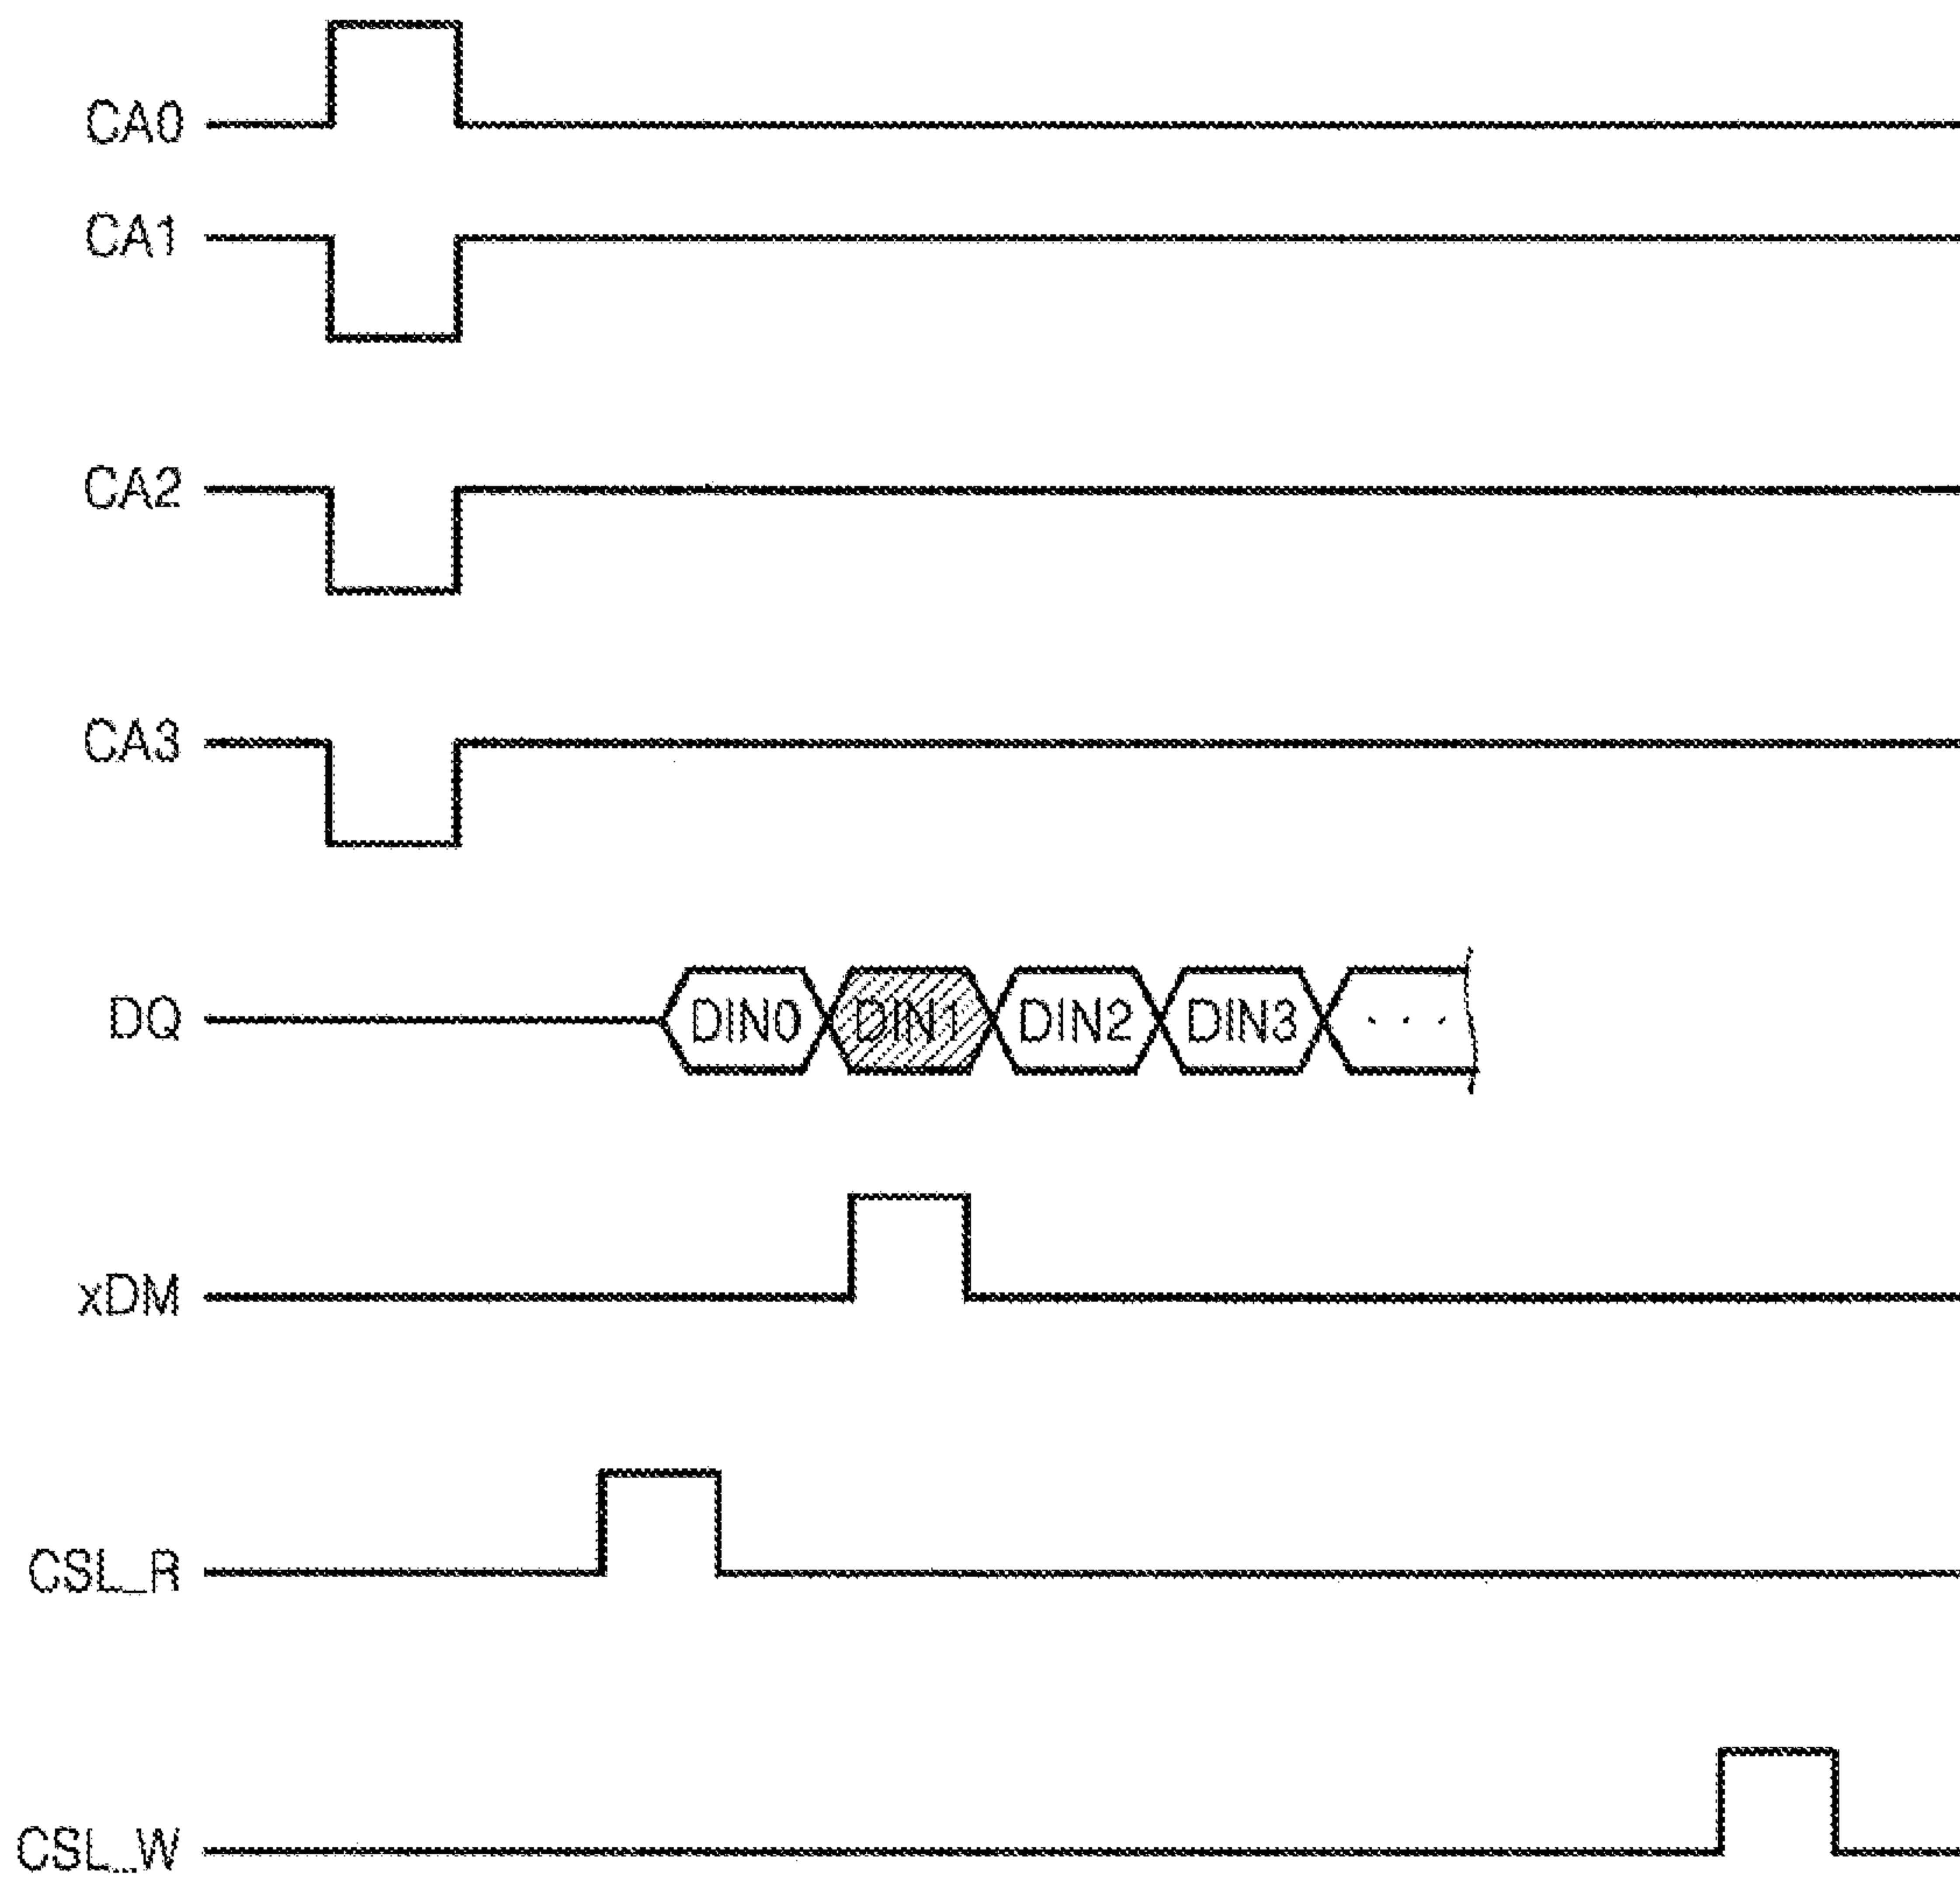 CA0
CA1
CA2
CA3
DQ DIN0 DIN1 DIN2 DIN3 . . .
xDM
CSL_R
CSL_W